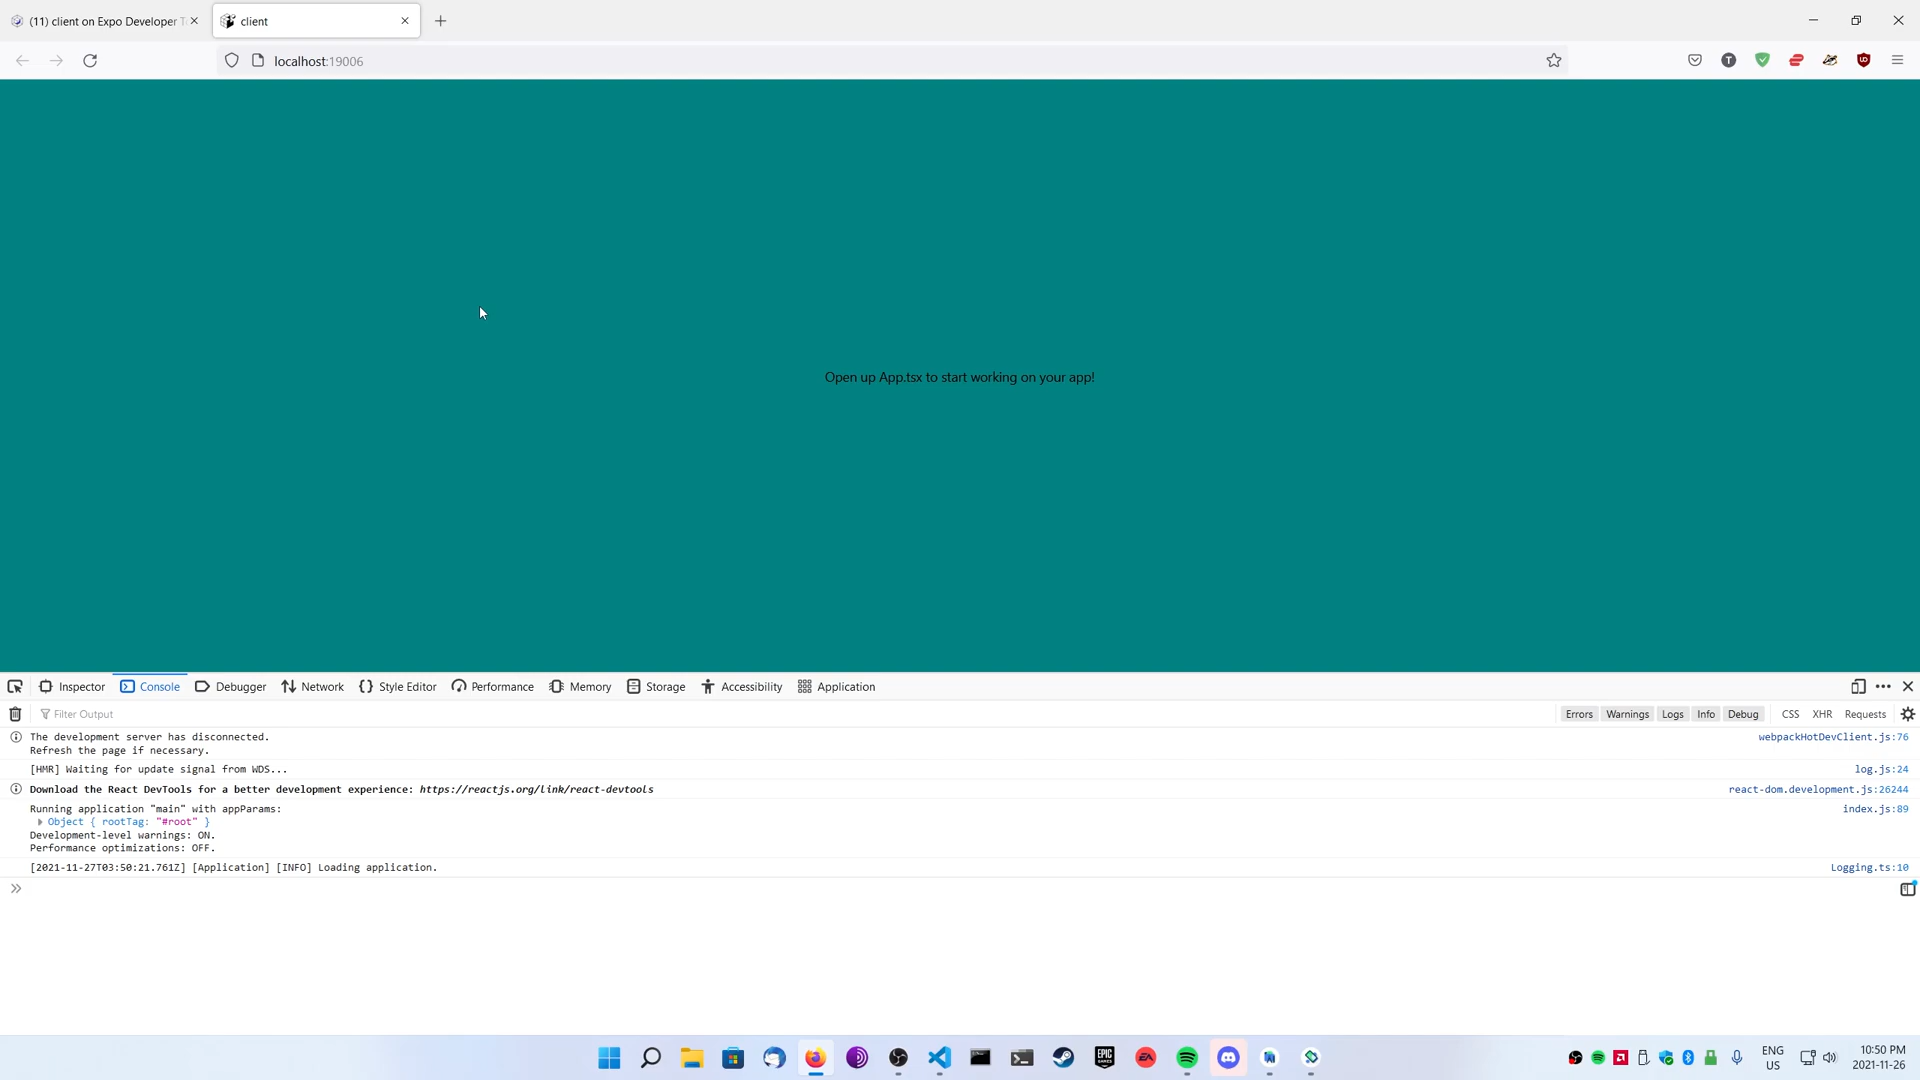 (11) client on Expo Developer T
client
localhost:19006
Open up App.tsx to start working on your app!
Inspector
Console
Debugger
Network
Style Editor
Performance
Memory
Storage
Accessibility
Application
Filter Output
Errors
Warnings
Logs
Info
Debug
CSS
XHR
Requests
The development server has disconnected.
Refresh the page if necessary.
webpackHotDevClient.js:76
[HMR] Waiting for update signal from WDS...
log.js:24
Download the React DevTools for a better development experience: https://reactjs.org/link/react-devtools
react-dom.development.js:26244
Running application "main" with appParams:
index.js:89
Object { rootTag: "#root" }
Development-level warnings: ON.
Performance optimizations: OFF.
[2021-11-27T03:50:21.761Z] [Application] [INFO] Loading application.
Logging.ts:10
EPIC
GAMES
EA
ENG
US
10:50 PM
2021-11-26